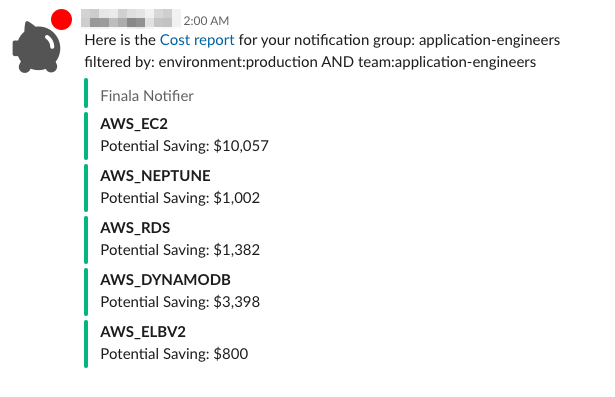 2:00 AM
Here is the Cost report for your notification group: application-engineers
filtered by: environment:production AND team:application-engineers
Finala Notifier
AWS_EC2
Potential Saving: $10,057
AWS_NEPTUNE
Potential Saving: $1,002
AWS_RDS
Potential Saving: $1,382
AWS_DYNAMODB
Potential Saving: $3,398
AWS_ELBV2
Potential Saving: $800